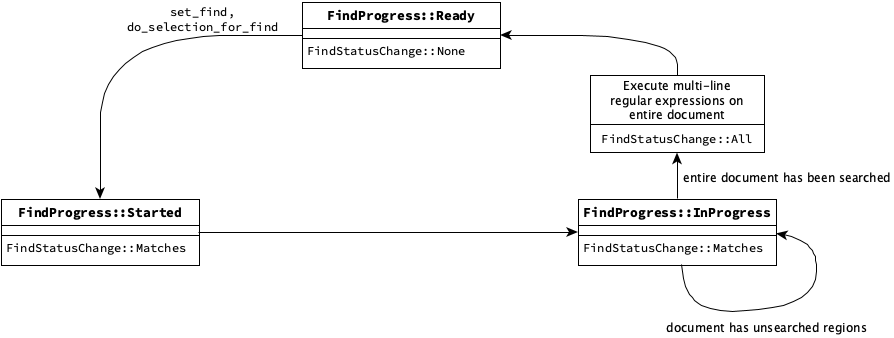 set_find,
do_selection_for_find
FindProgress::Ready
FindStatusChange::None
Execute multi-line
regular expressions on
entire document
FindStatusChange::All
entire document has been searched
FindProgress::Started
FindStatusChange::Matches
FindProgress::InProgress
FindStatusChange::Matches
document has unsearched regions